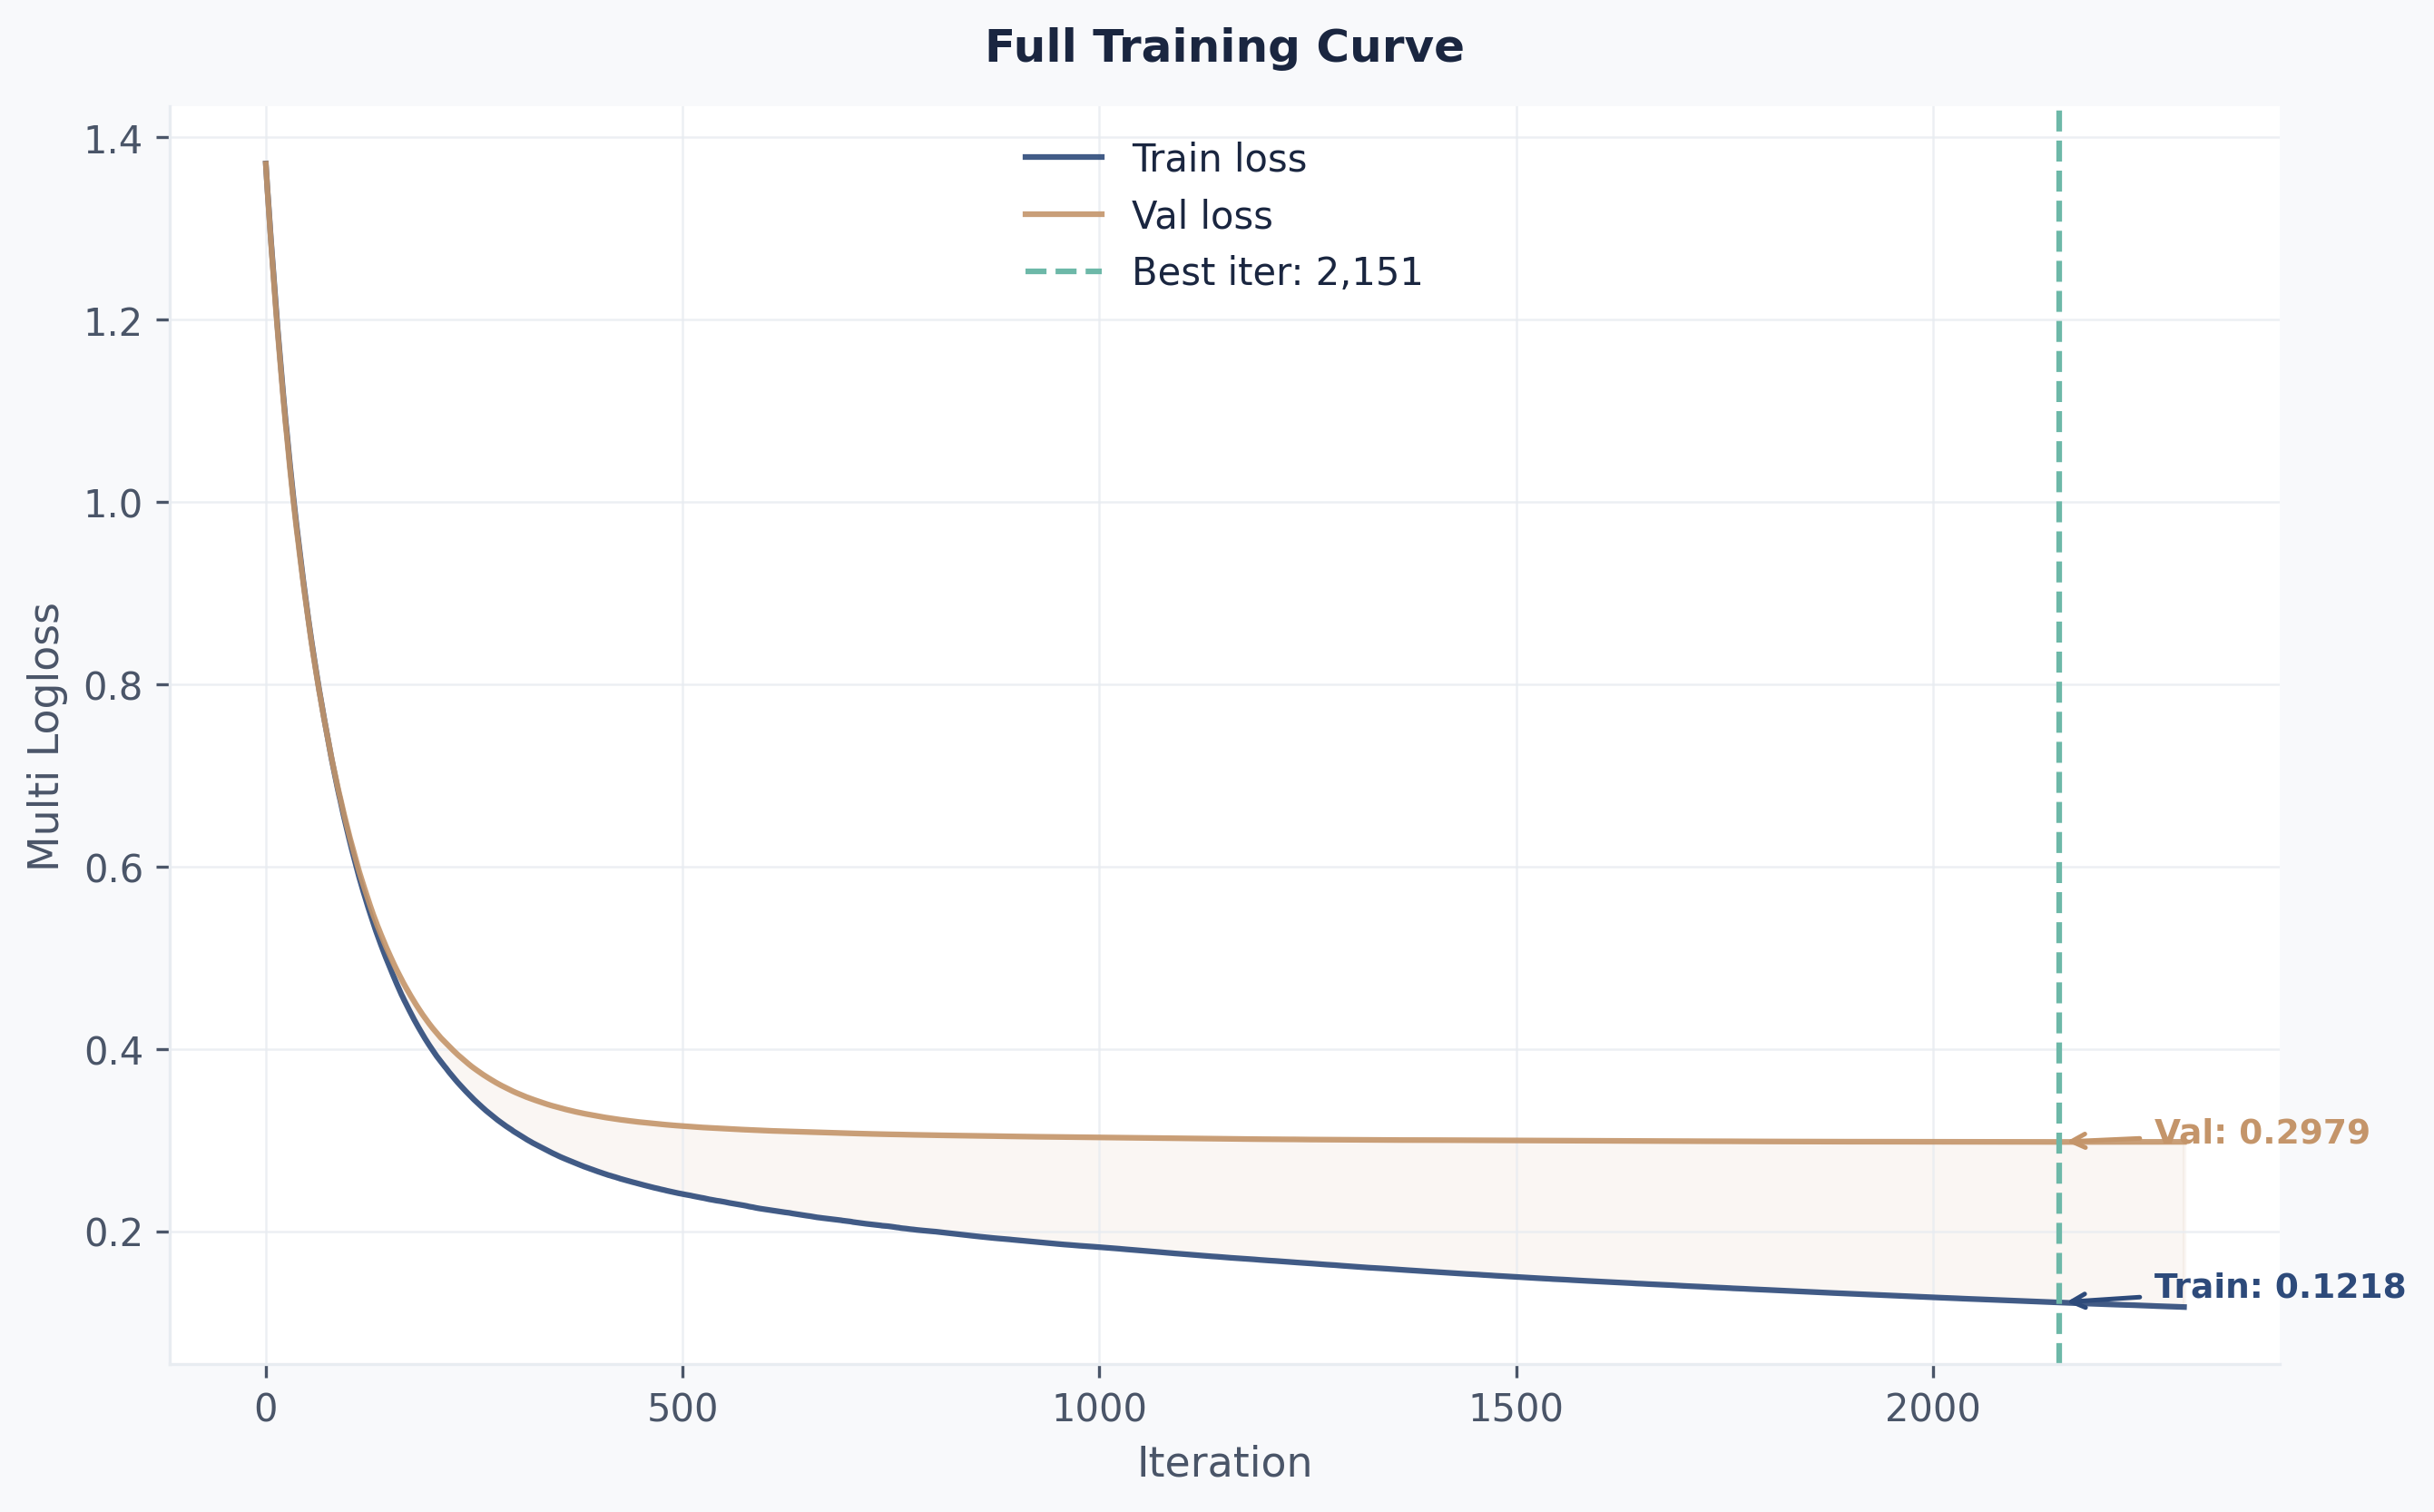 Full Training Curve
Train loss
Val loss
Best iter: 2,151
Multi Logloss
1.4
1.2
1.0
0.8
0.6
0.4
0.2
Val: 0.2979
Train: 0.1218
0
500
1000
1500
2000
Iteration